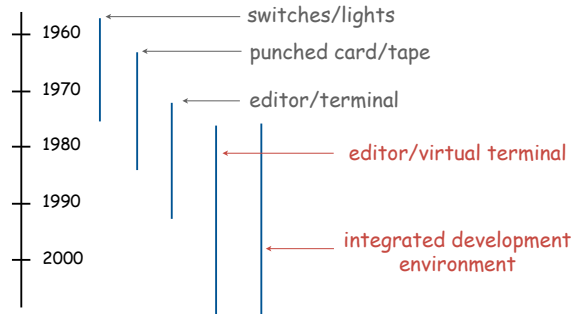 switches/lights
1960
punched card/tape
1970
editor/terminal
1980
editor/virtual terminal
1990
integrated development
environment
2000